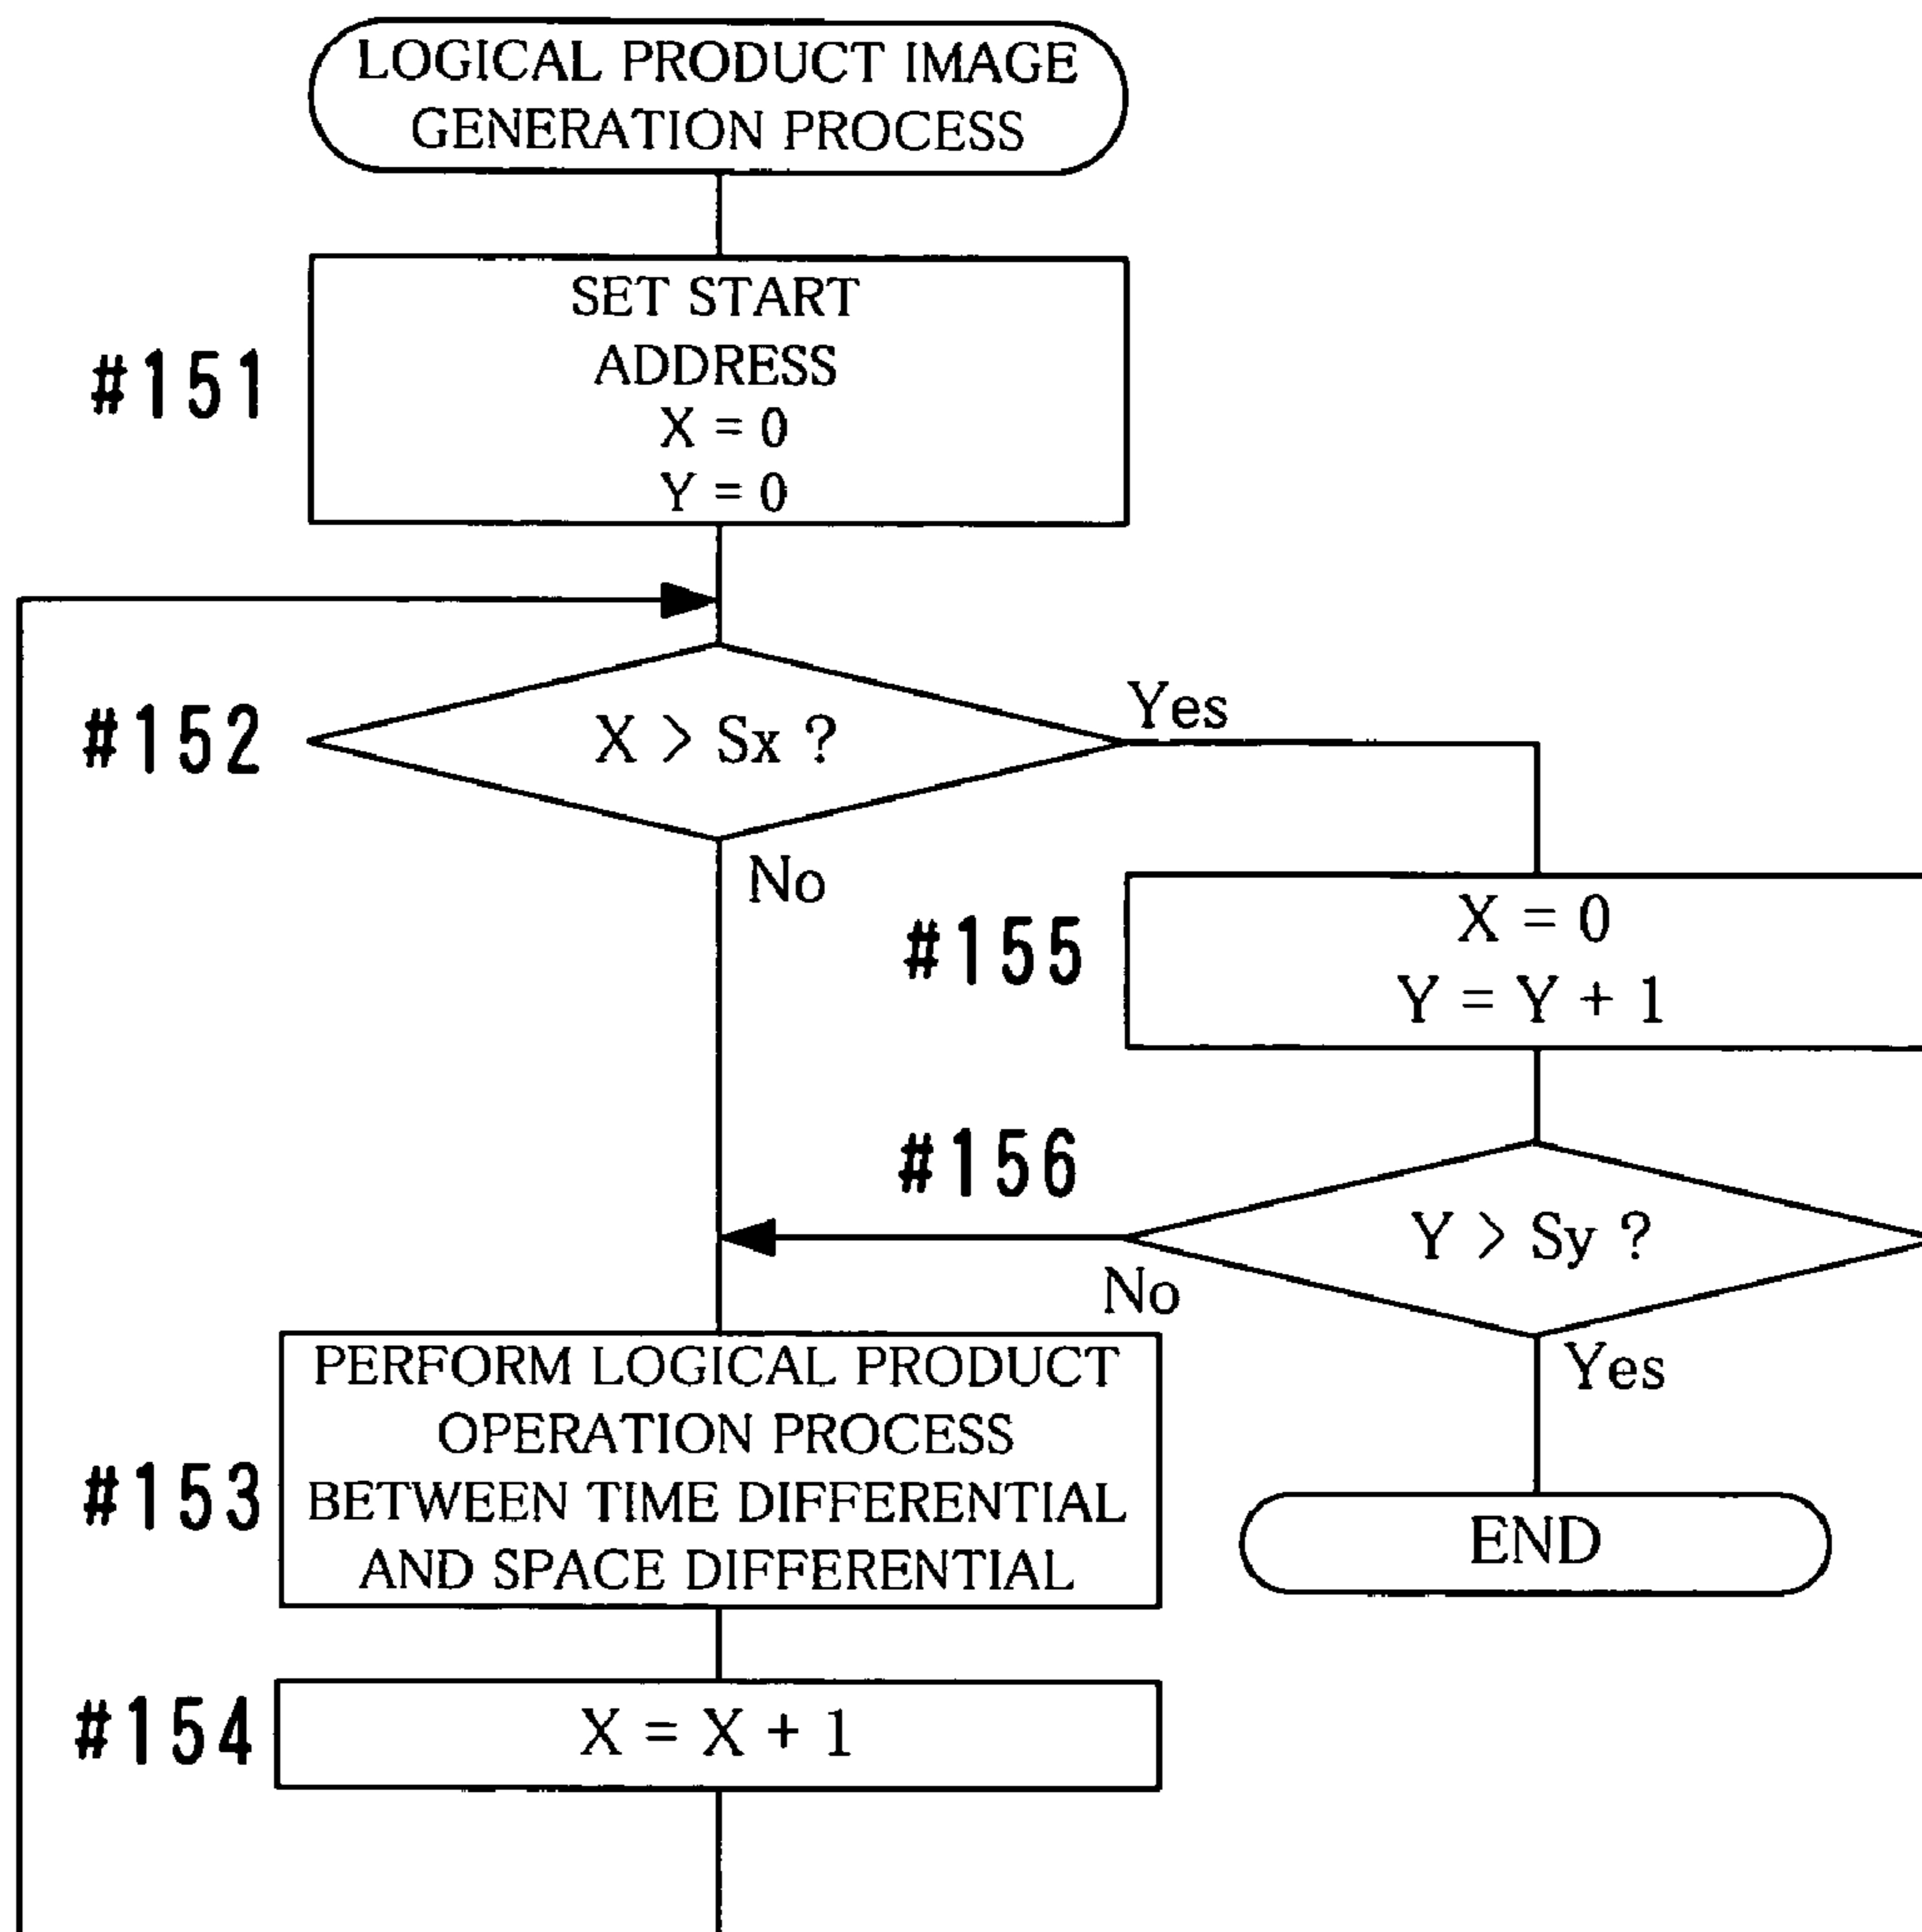 LOGICAL PRODUCT IMAGE
GENERATION PROCESS
SET START
ADDRESS
X = 0
Y = 0
#151
#152
X > Sx ?
Yes
No
#155
X = 0
Y = Y + 1
#156
Y > Sy ?
No
Yes
#153
PERFORM LOGICAL PRODUCT
OPERATION PROCESS
BETWEEN TIME DIFFERENTIAL
AND SPACE DIFFERENTIAL
END
#154
X = X + 1